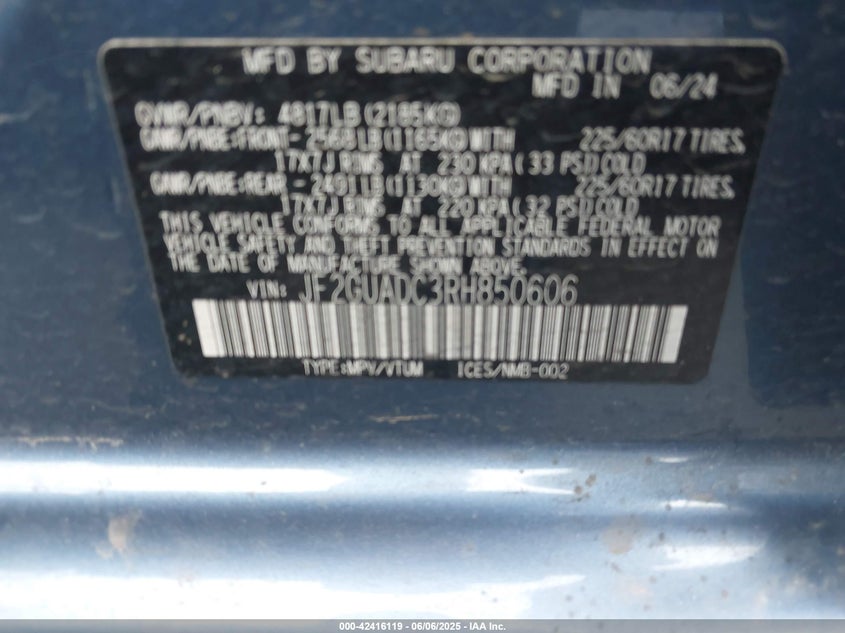 MFD BY SUBARU CORPORATION
MFD IN 06/24
GVWR/PNBV: 4817LB(2185KG)
GAWR/PNBE:FRONT-2568LB(1165KG)WITH 225/60R17 TIRES,
17X7J RIMS AT 230 KPA( 33 PSI)COLD
GAWR/PNBE:REAR -2491LB(1130KG)WITH 225/60R17 TIRES,
17X7J RIMS AT 220 KPA( 32 PSI)COLD
THIS VEHICLE CONFORMS TO ALL APPLICABLE FEDERAL MOTOR
VEHICLE SAFETY AND THEFT PREVENTION STANDARDS IN EFFECT ON
THE DATE OF MANUFACTURE SHOWN ABOVE.
VIN: JF2GUADC3RH850606
TYPE:MPV/VTUM ICES/NMB-002
000-42416119 - 06/06/2025 - IAA Inc.